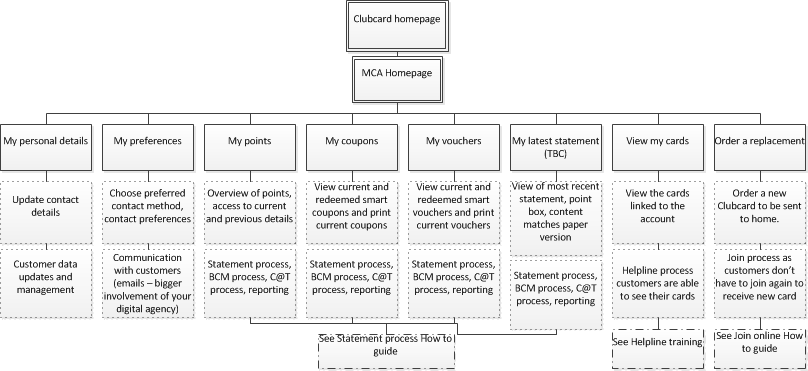 Clubcard homepage
MCA Homepage
My personal details
My preferences
My points
My coupons
My vouchers
My latest statement
(TBC)
View my cards
Order a replacement
Update contact
details
Choose preferred
contact method,
contact preferences
Overview of points,
access to current
and previous details
View current and
redeemed smart
coupons and print
current coupons
View current and
redeemed smart
vouchers and print
current vouchers
View of most recent
statement, point
box, content
matches paper
version
View the cards
linked to the
account
Order a new
Clubcard to be sent
to home.
Customer data
updates and
management
Communication
with customers
(emails – bigger
involvement of your
digital agency)
Statement process,
BCM process, C@T
process, reporting
Statement process,
BCM process, C@T
process, reporting
Statement process,
BCM process, C@T
process, reporting
Statement process,
BCM process, C@T
process, reporting
Helpline process
customers are able
to see their cards
Join process as
customers don't
have to join again to
receive new card
See Statement process How to
guide
See Helpline training
See Join online How
to guide